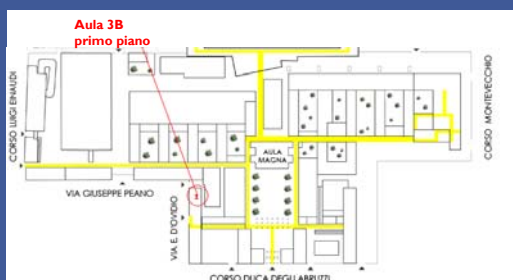 Aula 3B
primo piano
CORSO LUIGI EINAUDI
CORSO MONTEVECCHIO
AULA
MAGNA
VIA GIUSEPPE PEANO
VIA E. D'OVIDIO
CORSO DUCA DEGLI ABRUZZI